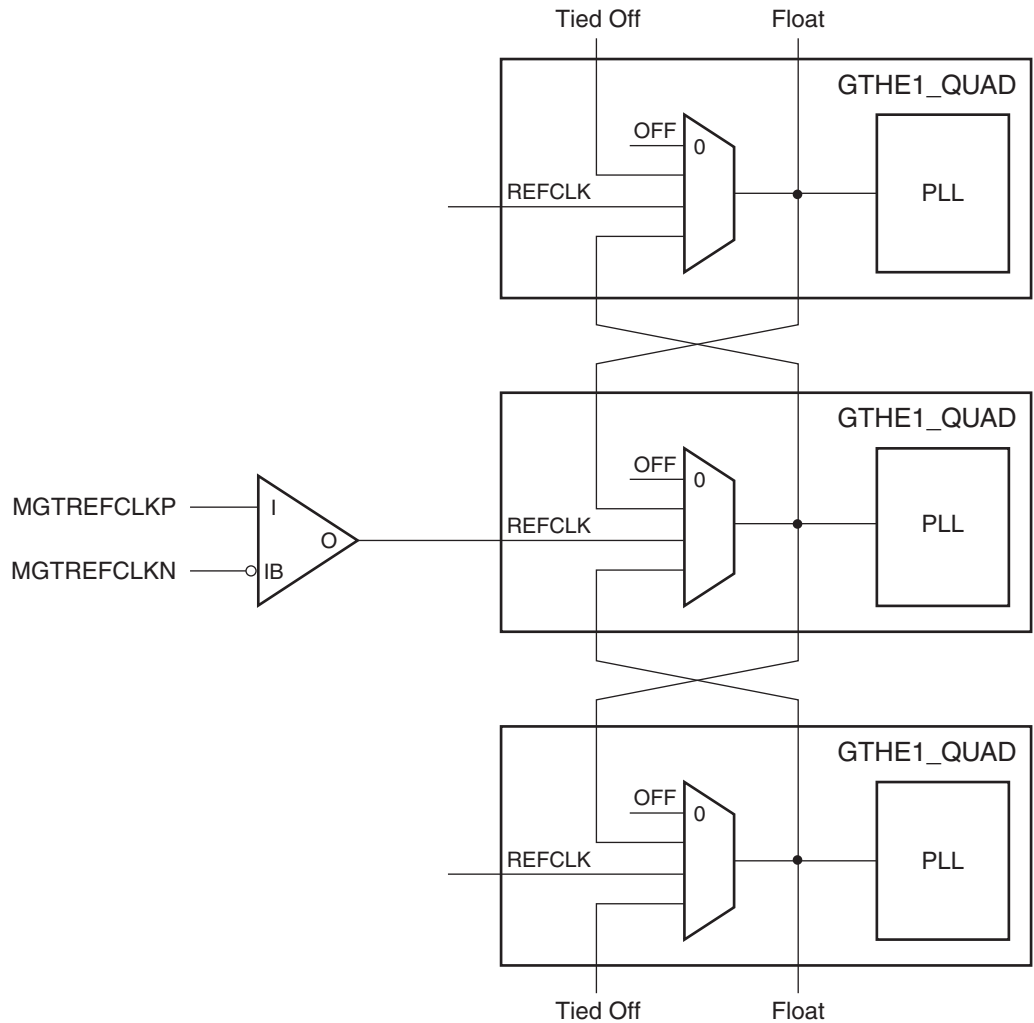 Tied Off
Float
GTHE1_QUAD
OFF
0
REFCLK
PLL
GTHE1_QUAD
OFF
0
MGTREFCLKP
I
REFCLK
O
PLL
MGTREFCLKN
IB
GTHE1_QUAD
OFF
0
REFCLK
PLL
Tied Off
Float